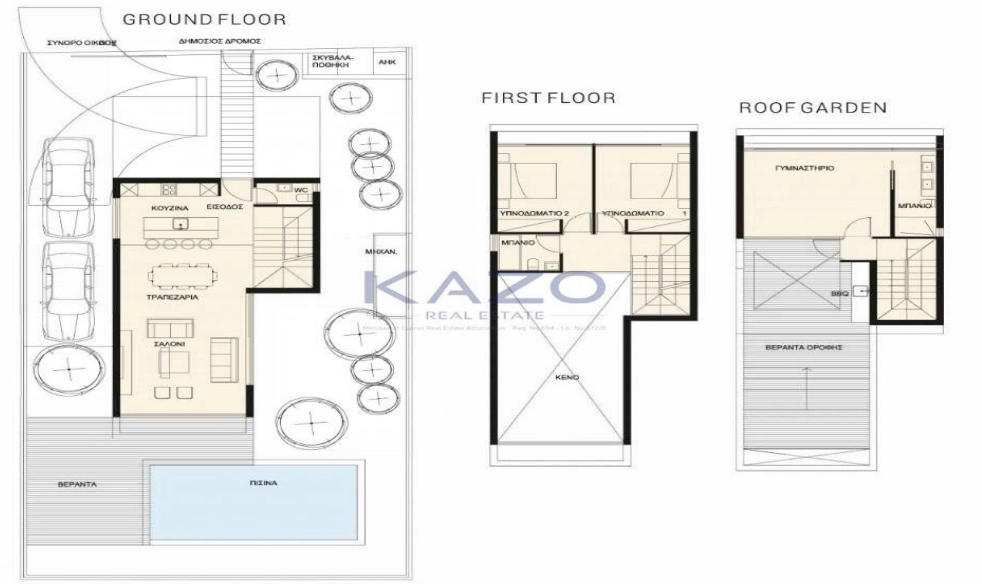 GROUND FLOOR
ΣΥΝΟΡΟ
ΔΗΜΟΣΙΟΣ ΔΡΟΜΟΣ
ΣΚΥΒΑΛΑ-
ΠΟΘΗΚΗ
ΑΗΚ
ΚΟΥΖΙΝΑ
ΕΙΣΟΔΟΣ
WC
ΜΗΧΑΝ.
ΤΡΑΠΕΖΑΡΙΑ
ΣΑΛΟΝΙ
ΒΕΡΑΝΤΑ
ΠΙΣΙΝΑ
FIRST FLOOR
ΥΠΝΟΔΩΜΑΤΙΟ 2
ΥΠΝΟΔΩΜΑΤΙΟ 1
ΜΠΑΝΙΟ
ΚΕΝΟ
ROOF GARDEN
ΓΥΜΝΑΣΤΗΡΙΟ
ΜΠΑΝΙΟ
BBQ
ΒΕΡΑΝΤΑ ΟΡΟΦΗΣ
KAZO
REAL ESTATE